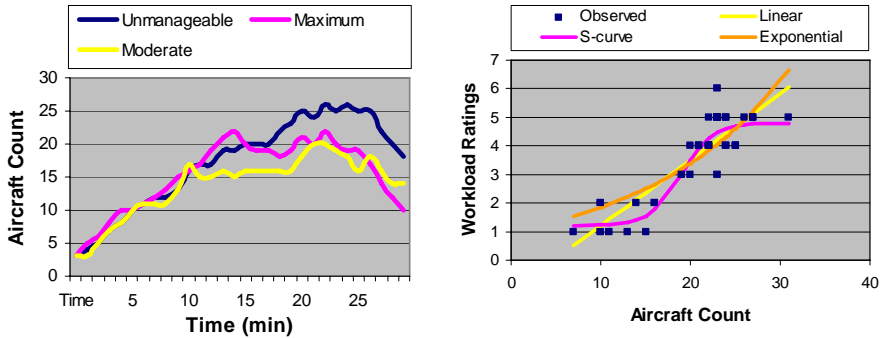 Unmanageable Maximum
Moderate
30
25
20
15
10
5
0
Time 5 10 15 20 25
Aircraft Count
Time (min)
Observed Linear
S-curve Exponential
7
6
5
4
3
2
1
0
0 10 20 30 40
Workload Ratings
Aircraft Count